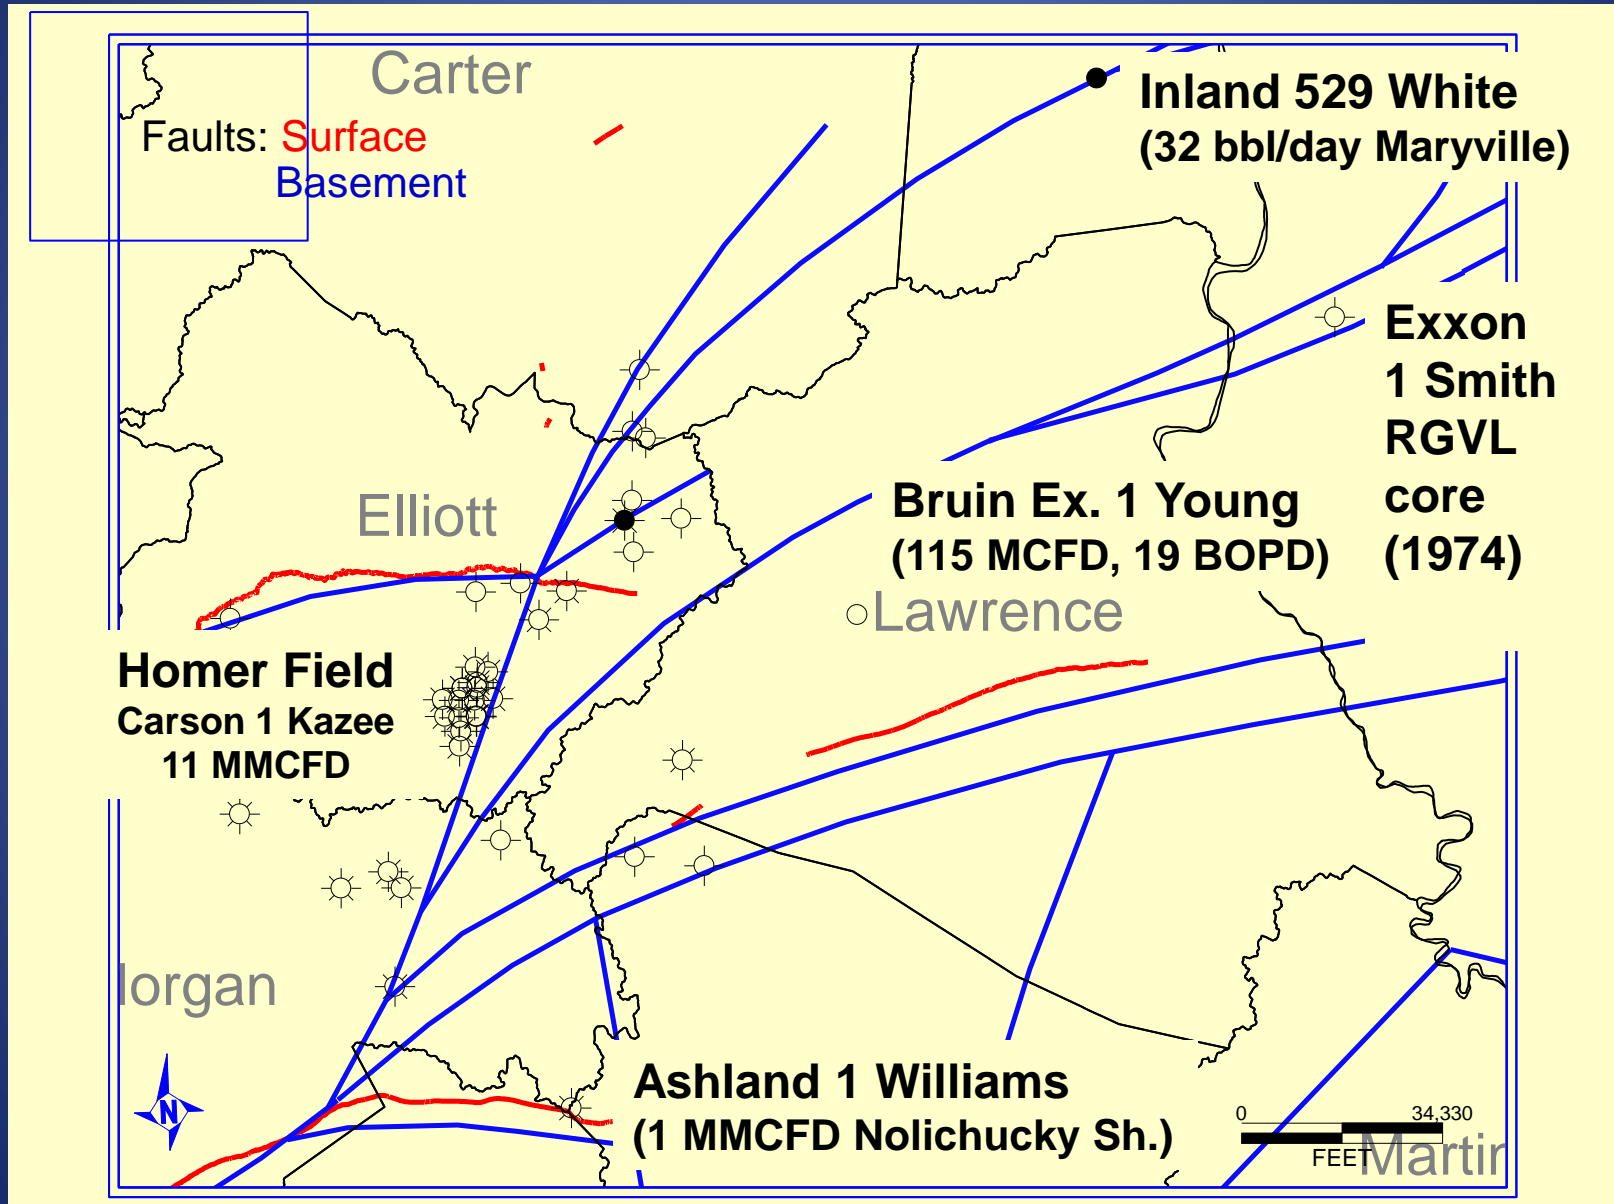 Carter
Faults: Surface
Basement
Inland 529 White
(32 bbl/day Maryville)
Exxon
1 Smith
RGVL
core
(1974)
Elliott
Bruin Ex. 1 Young
(115 MCFD, 19 BOPD)
Lawrence
Homer Field
Carson 1 Kazee
11 MMCFD
lorgan
N
Ashland 1 Williams
(1 MMCFD Nolichucky Sh.)
0 34,330
FEET
Martin